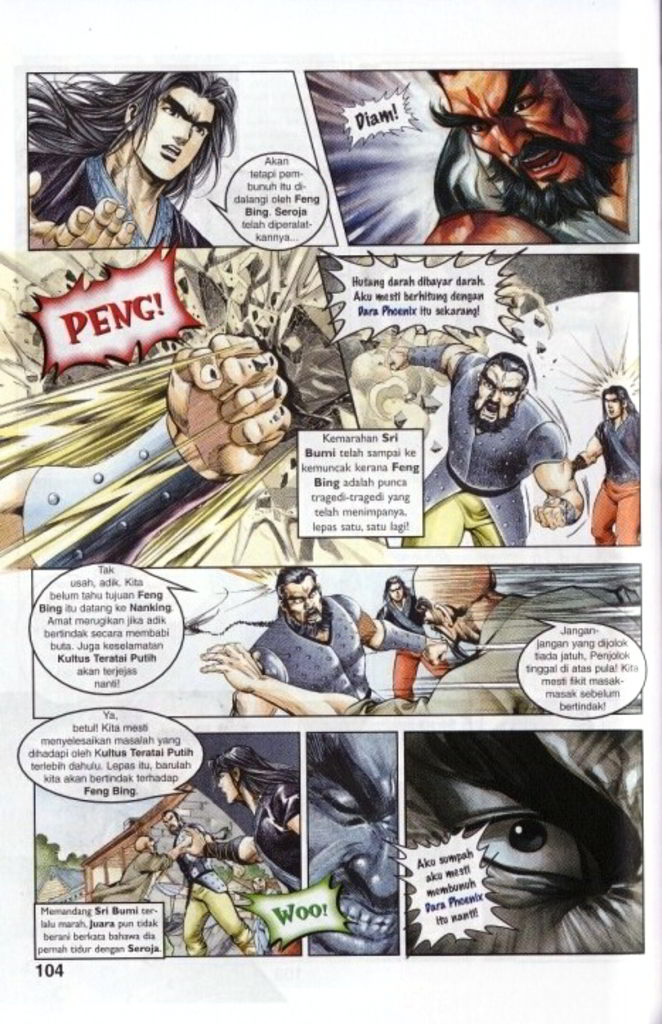 Akan
tetapi pem-
bunuh itu di-
dalangi oleh Feng
Bing. Seroja
telah diperalat-
kannya...
Diam!
PENG!
Hutang darah dibayar darah.
Aku mesti berhitung dengan
Dara Phoenix itu sekarang!
Kemarahan Sri
Bumi telah sampai ke
kemuncak kerana Feng
Bing adalah punca
tragedi-tragedi yang
telah menimpanya,
lepas satu, satu lagi!
Tak
usah, adik. Kita
belum tahu tujuan Feng
Bing itu datang ke Nanking.
Amat merugikan jika adik
bertindak secara membabi
buta. Juga keselamatan
Kultus Teratai Putih
akan terjejas
nanti!
Jangan-
jangan yang dijolok
tiada jatuh, Penjolok
tinggal di atas pula! Kita
mesti fikit masak-
masak sebelum
bertindak!
Ya,
betul! Kita mesti
menyelesaikan masalah yang
dihadapi oleh Kultus Teratai Putih
terlebih dahulu. Lepas itu, barulah
kita akan bertindak terhadap
Feng Bing.
Memandang Sri Bumi ter-
lalu marah, Juara pun tidak
berani berkata bahawa dia
pernah tidur dengan Seroja.
WOO!
Aku sumpah
aku mesti
membunuh
Dara Phoenix
itu nanti!
104